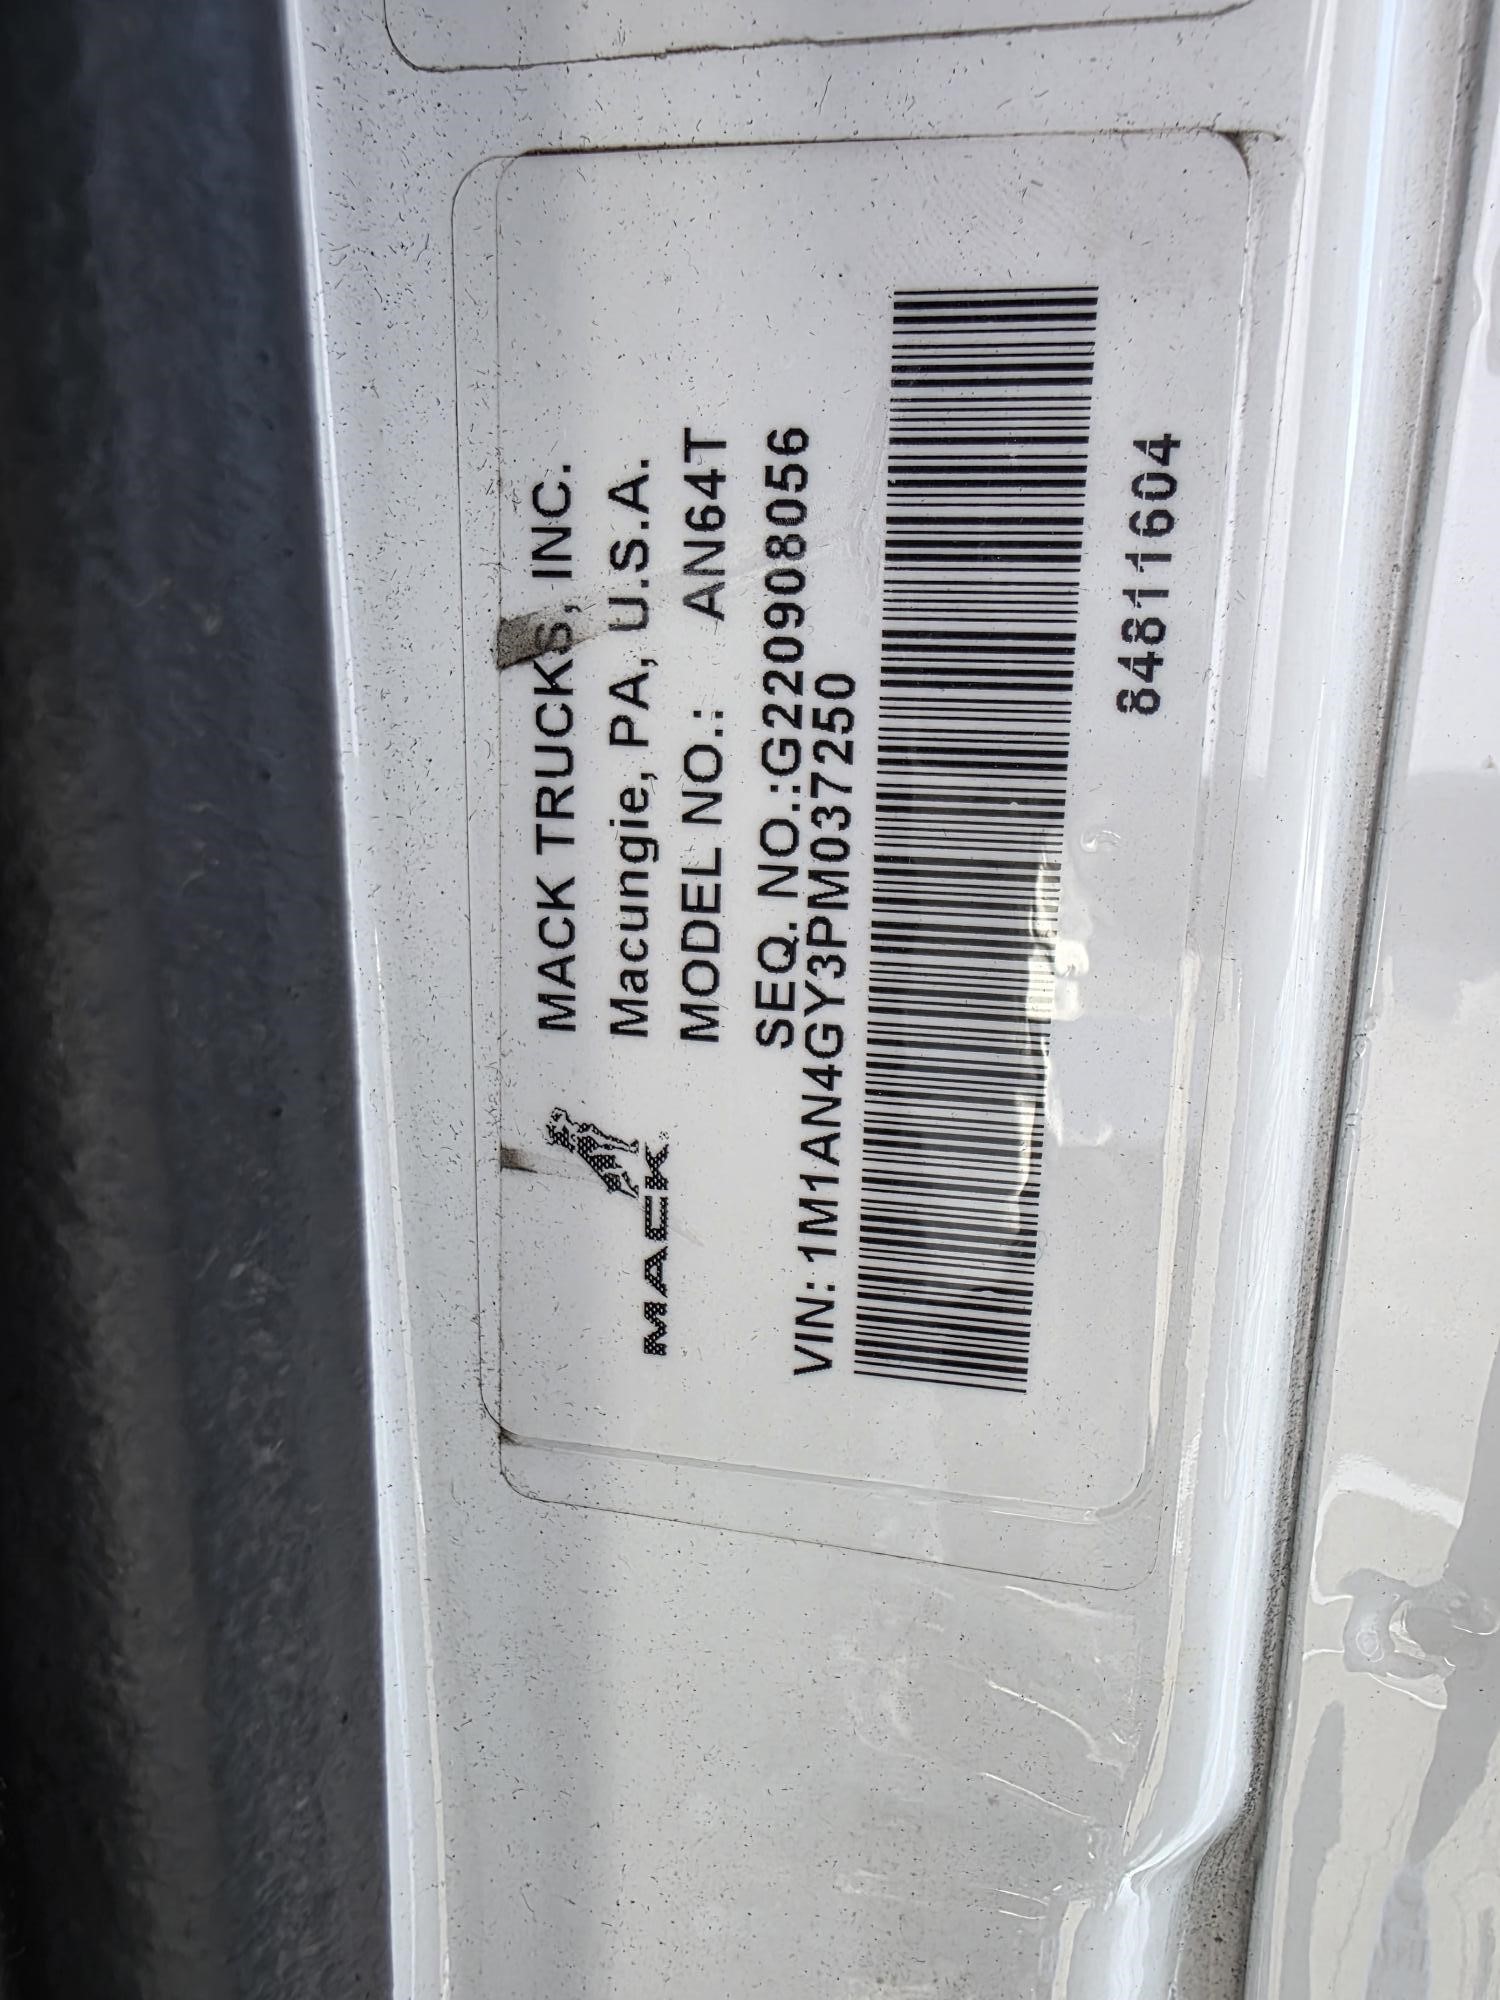 MACK
MACK TRUCKS, INC.
Macungie, PA, U.S.A.
MODEL NO.: AN64T
SEQ. NO.:G220908056
VIN: 1M1AN4GY3PM037250
84811604